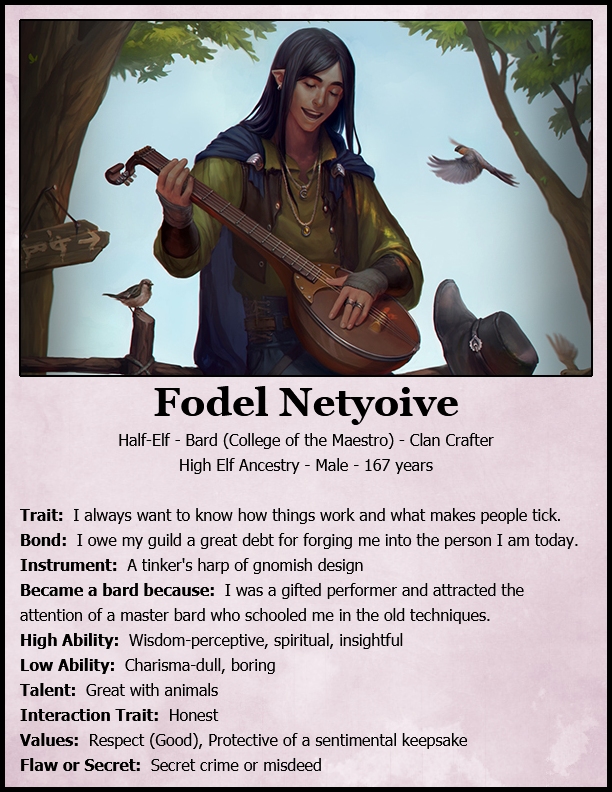 Fodel Netyoive
Half-Elf - Bard (College of the Maestro) - Clan Crafter
High Elf Ancestry - Male - 167 years
Trait: I always want to know how things work and what makes people tick.
Bond: I owe my guild a great debt for forging me into the person I am today.
Instrument: A tinker's harp of gnomish design
Became a bard because: I was a gifted performer and attracted the
attention of a master bard who schooled me in the old techniques.
High Ability: Wisdom-perceptive, spiritual, insightful
Low Ability: Charisma-dull, boring
Talent: Great with animals
Interaction Trait: Honest
Values: Respect (Good), Protective of a sentimental keepsake
Flaw or Secret: Secret crime or misdeed